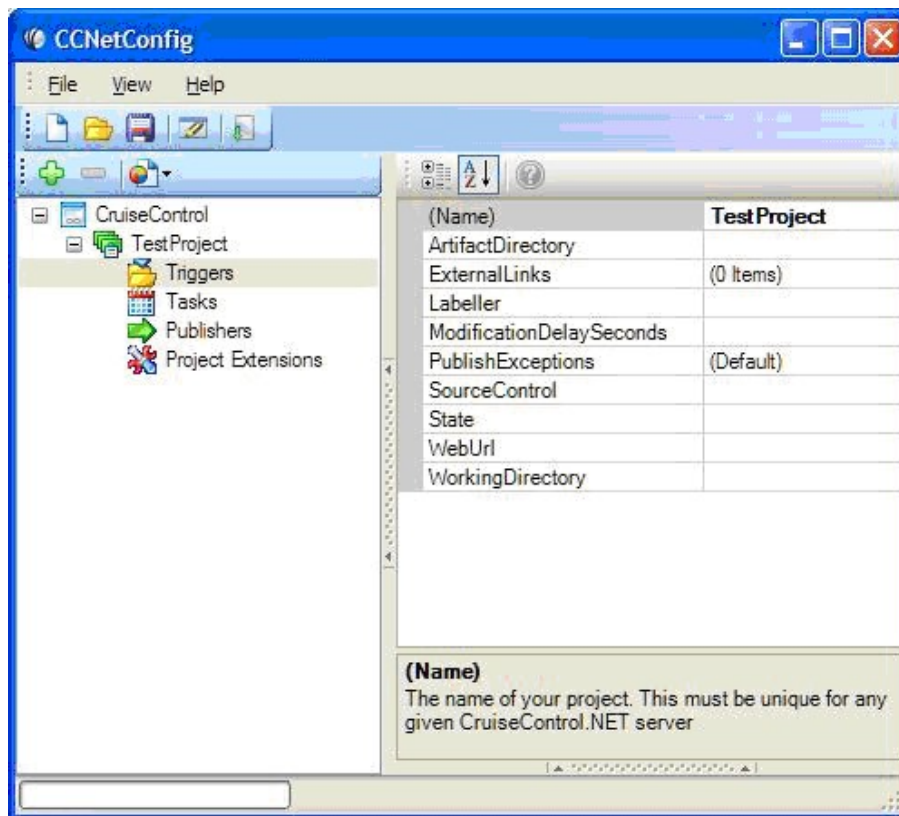 CCNetConfig
File View Help
CruiseControl
TestProject
Triggers
Tasks
Publishers
Project Extensions
A
Z
(Name) TestProject
ArtifactDirectory
ExternalLinks (0 Items)
Labeller
ModificationDelaySeconds
PublishExceptions (Default)
SourceControl
State
WebUrl
WorkingDirectory
(Name)
The name of your project. This must be unique for any
given CruiseControl.NET server